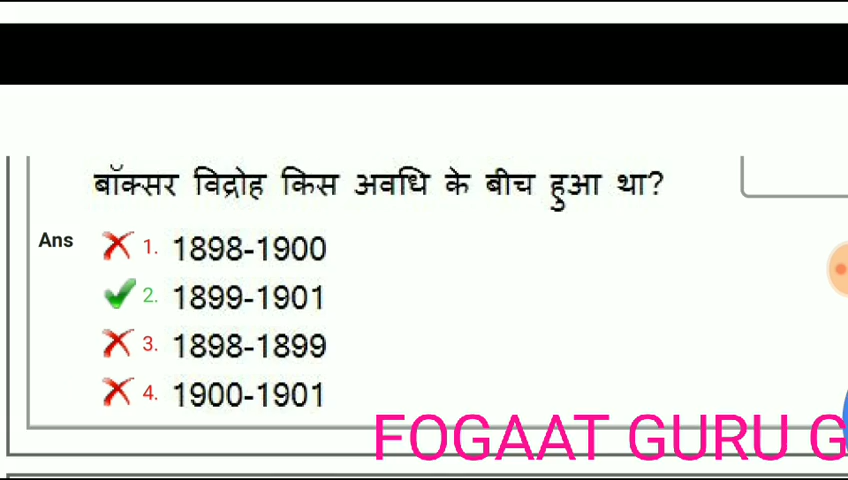 बॉक्सर विद्रोह किस अवधि के बीच हुआ था?
Ans 1. 1898-1900
2. 1899-1901
3. 1898-1899
4. 1900-1901
FOGAAT GURU G